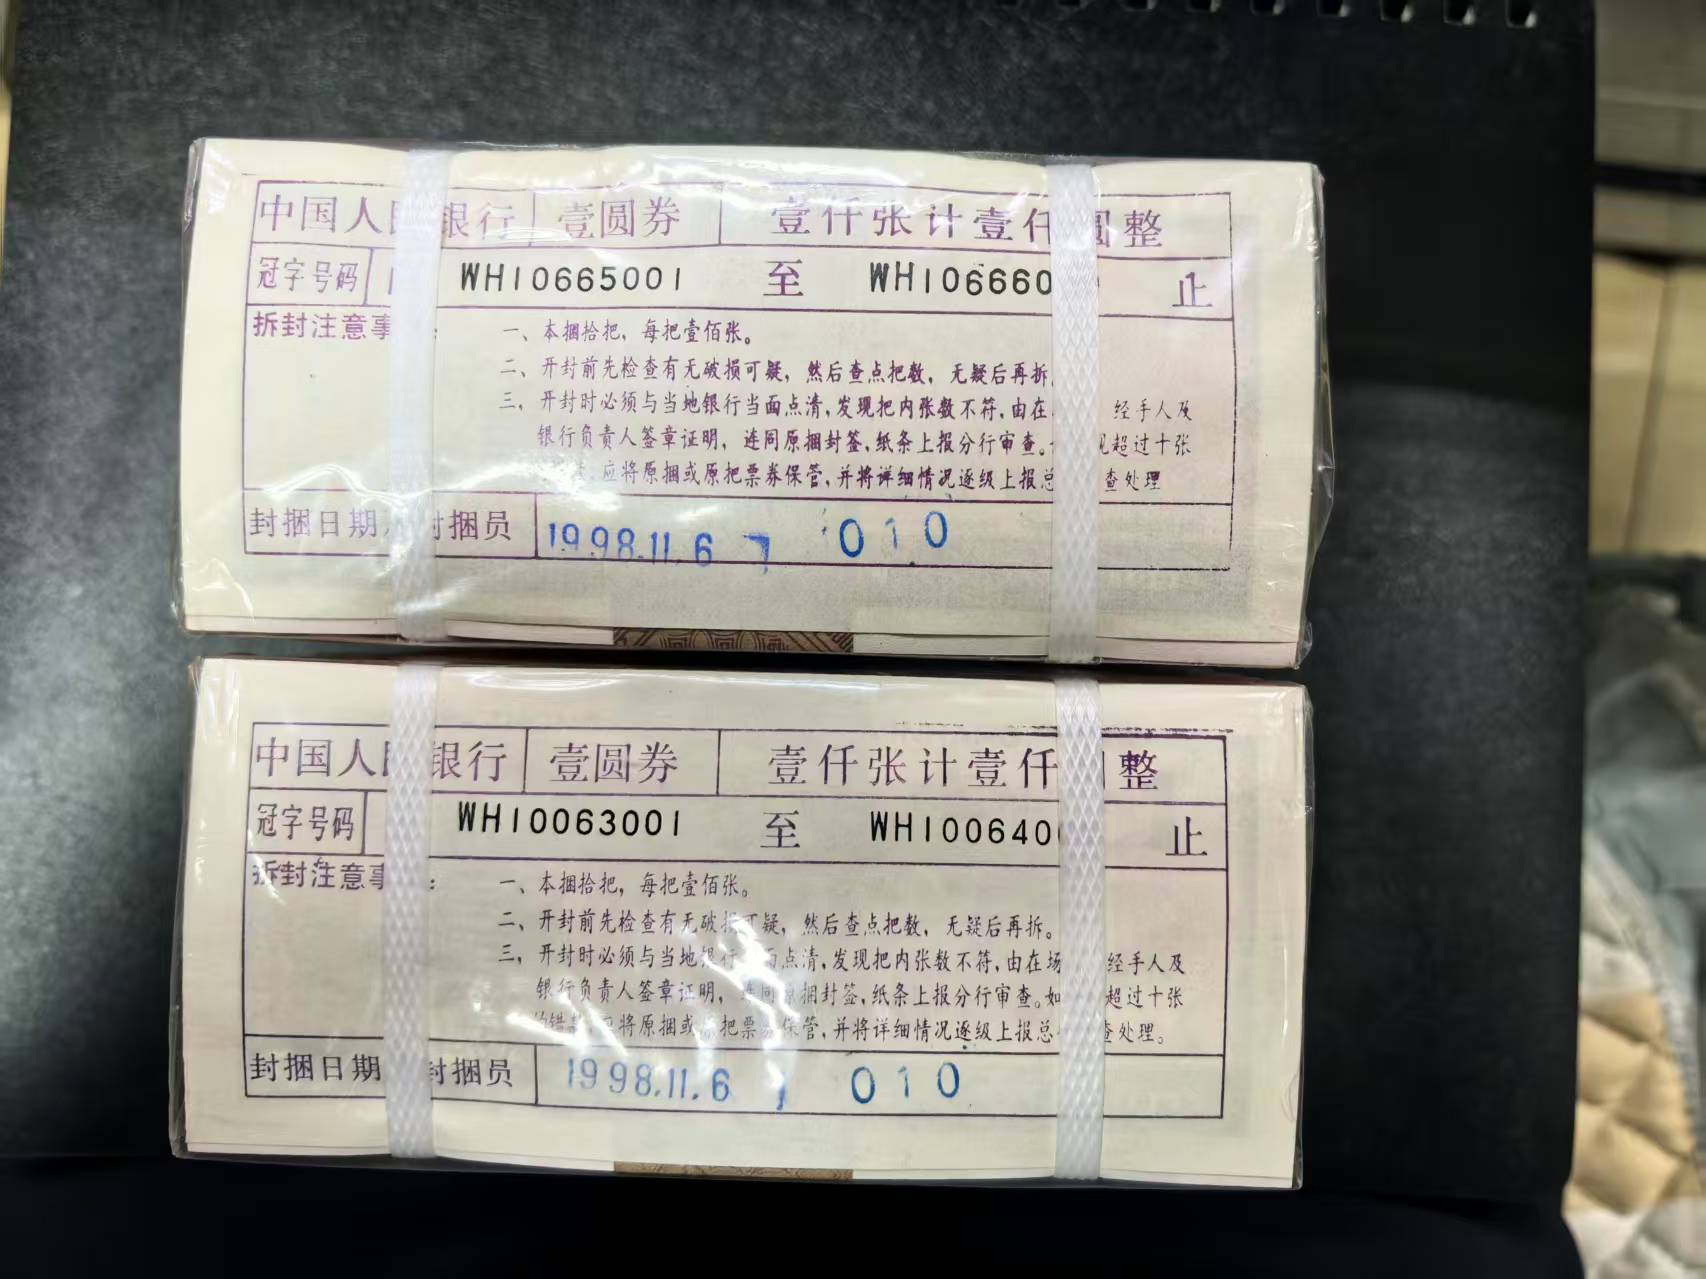 中国人 银行 壹圆券 壹仟张计壹仟圆整
冠字号码 WH10665001 至 WH106660 止
拆封注意事 :
一、本捆拾把，每把壹佰张。
二、开封前先检查有无破损可疑，然后查点把数，无疑后再拆
三、开封时必须与当地银行当面点清，发现把内张数不符，由在 经手人及
银行负责人签章证明，连同原捆封签，纸条上报分行审查。 超过十张
应将原捆或原把票券保管，并将详细情况逐级上报总 查处理
封捆日期 封捆员 1998.11.6 010
中国人 银行 壹圆券 壹仟张计壹仟 整
冠字号码 WH10063001 至 WH100640 止
拆封注意事 :
一、本捆拾把，每把壹佰张。
二、开封前先检查有无破损可疑，然后查点把数，无疑后再拆。
三、开封时必须与当地银行 面点清，发现把内张数不符，由在场 经手人及
银行负责人签章证明，连同原捆封签，纸条上报分行审查。如 超过十张
应将原捆或原把票券保管，并将详细情况逐级上报总 查处理。
封捆日期 封捆员 1998.11.6 010